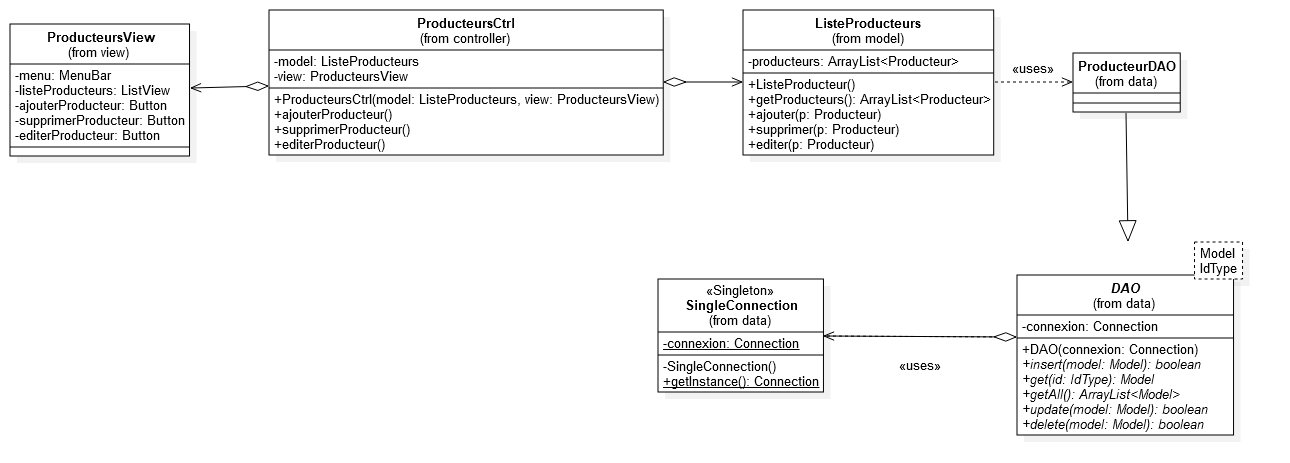 ProducteursView
(from view)
-menu: MenuBar
-listeProducteurs: ListView
-ajouterProducteur: Button
-supprimerProducteur: Button
-editerProducteur: Button
ProducteursCtrl
(from controller)
-model: ListeProducteurs
-view: ProducteursView
+ProducteursCtrl(model: ListeProducteurs, view: ProducteursView)
+ajouterProducteur()
+supprimerProducteur()
+editerProducteur()
ListeProducteurs
(from model)
-producteurs: ArrayList<Producteur>
+ListeProducteur()
+getProducteurs(): ArrayList<Producteur>
+ajouter(p: Producteur)
+supprimer(p: Producteur)
+editer(p: Producteur)
«uses»
ProducteurDAO
(from data)
«Singleton»
SingleConnection
(from data)
-connexion: Connection
-SingleConnection()
+getInstance(): Connection
«uses»
Model
IdType
DAO
(from data)
-connexion: Connection
+DAO(connexion: Connection)
+insert(model: Model): boolean
+get(id: IdType): Model
+getAll(): ArrayList<Model>
+update(model: Model): boolean
+delete(model: Model): boolean